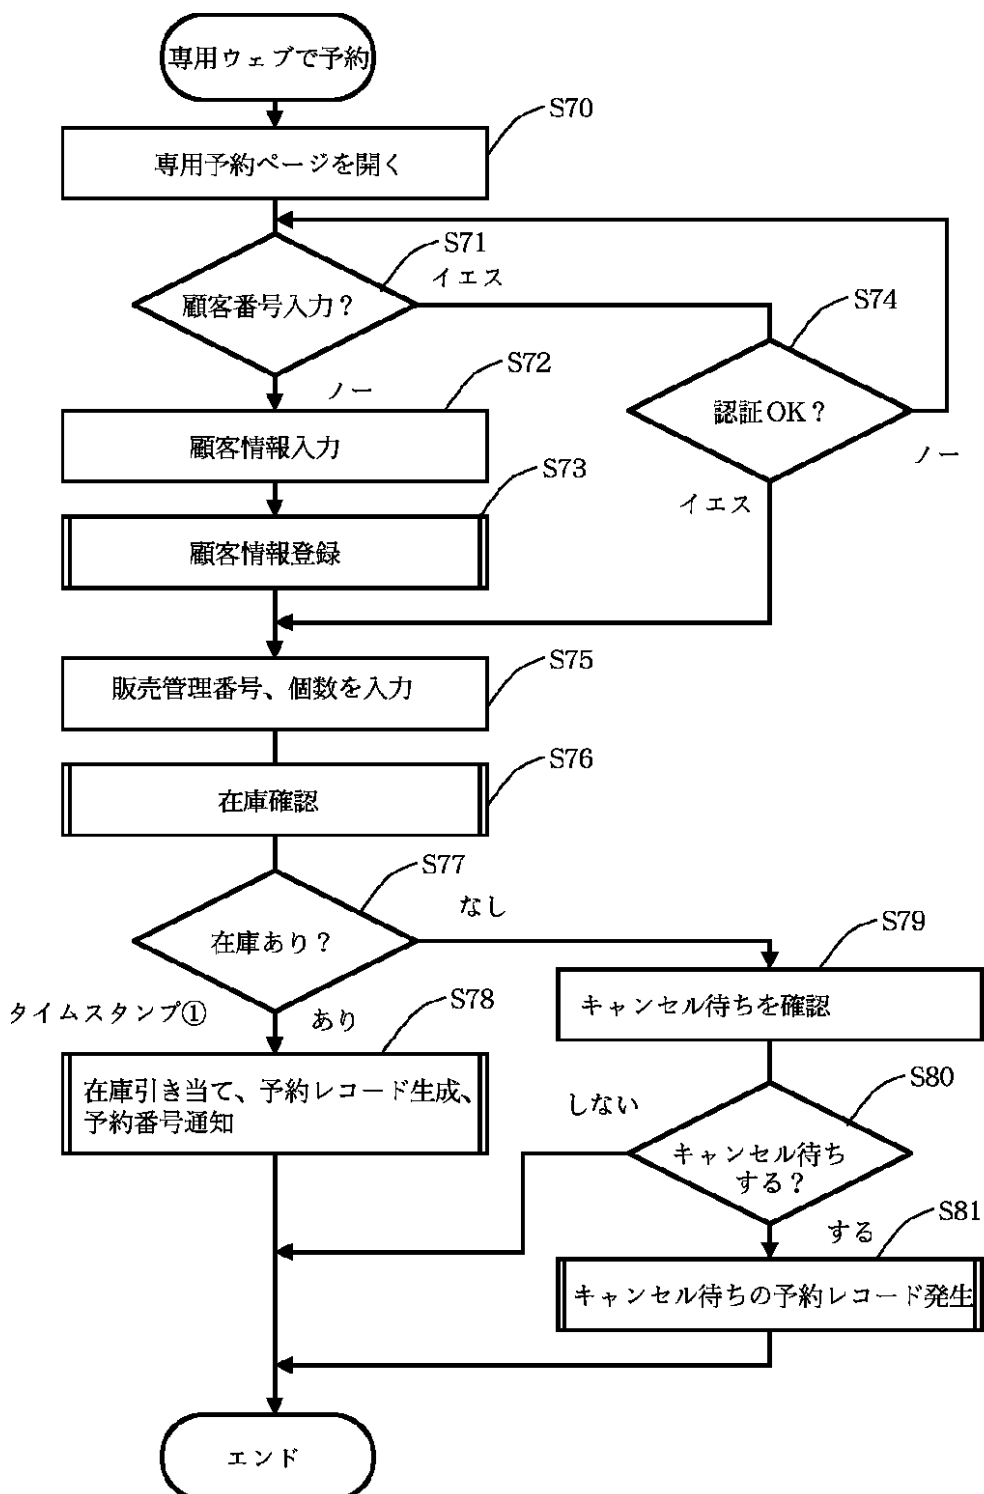 専用ウェブで予約
S70
専用予約ページを開く
S71
イエス
顧客番号入力？
S74
認証OK？
ノー
イエス
ノー
S72
顧客情報入力
S73
顧客情報登録
S75
販売管理番号、個数を入力
S76
在庫確認
S77
なし
在庫あり？
S79
キャンセル待ちを確認
タイムスタンプ①
あり
S78
在庫引き当て、予約レコード生成、
予約番号通知
S80
しない
キャンセル待ち
する？
する
S81
キャンセル待ちの予約レコード発生
エンド